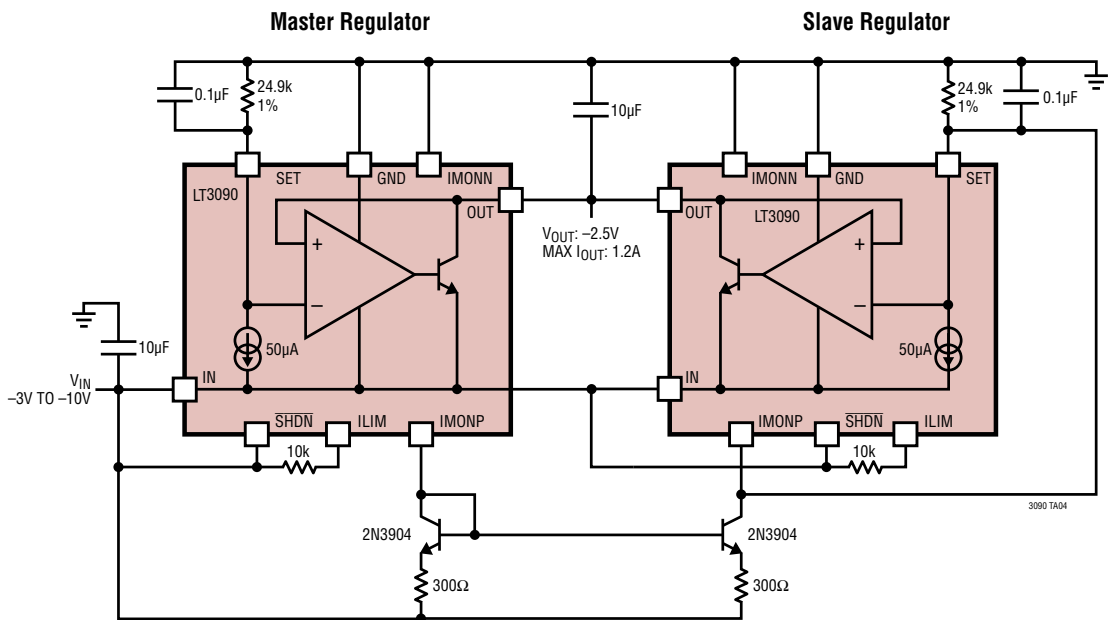 Master Regulator
Slave Regulator
0.1µF
24.9k
1%
10µF
24.9k
1%
0.1µF
SET
GND
IMONN
IMONN
GND
SET
LT3090
OUT
OUT
LT3090
+
–
+
–
VOUT: –2.5V
MAX IOUT: 1.2A
10µF
50µA
50µA
VIN
–3V TO –10V
IN
IN
SHDN
ILIM
IMONP
IMONP
SHDN
ILIM
10k
10k
3090 TA04
2N3904
2N3904
300Ω
300Ω